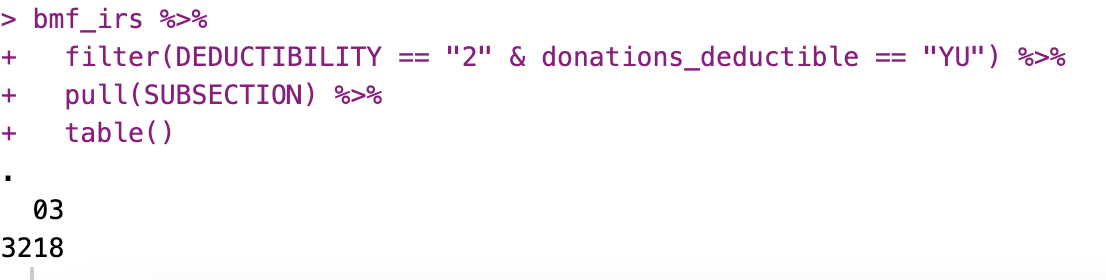 > bmf_irs %>%
+   filter(DEDUCTIBILITY == "2" & donations_deductible == "YU") %>%
+   pull(SUBSECTION) %>%
+   table()
.
  03
3218